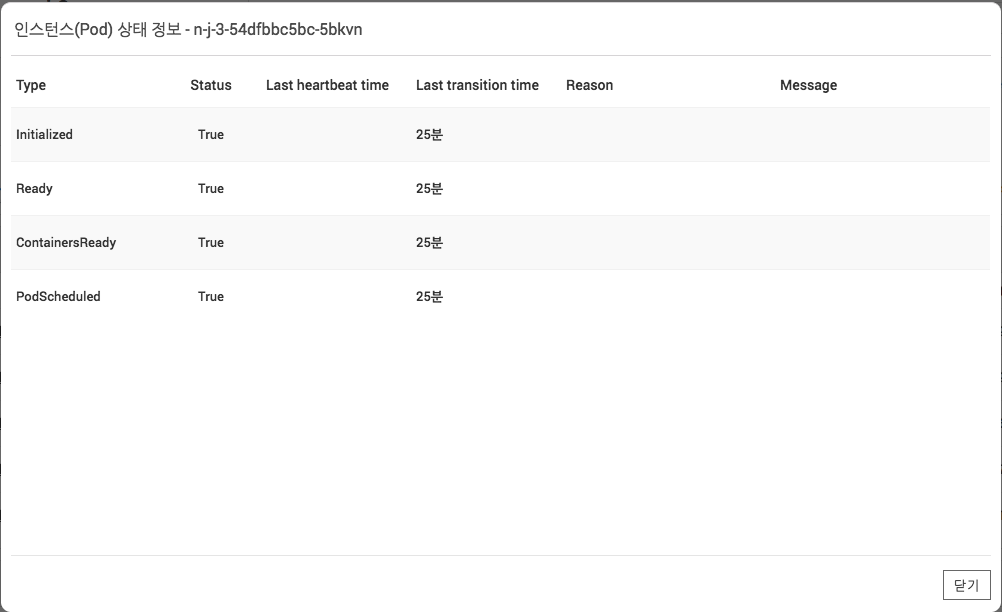 인스턴스(Pod) 상태 정보 - n-j-3-54dfbbc5bc-5bkvn
Type Status Last heartbeat time Last transition time Reason Message
Initialized True 25분
Ready True 25분
ContainersReady True 25분
PodScheduled True 25분
닫기